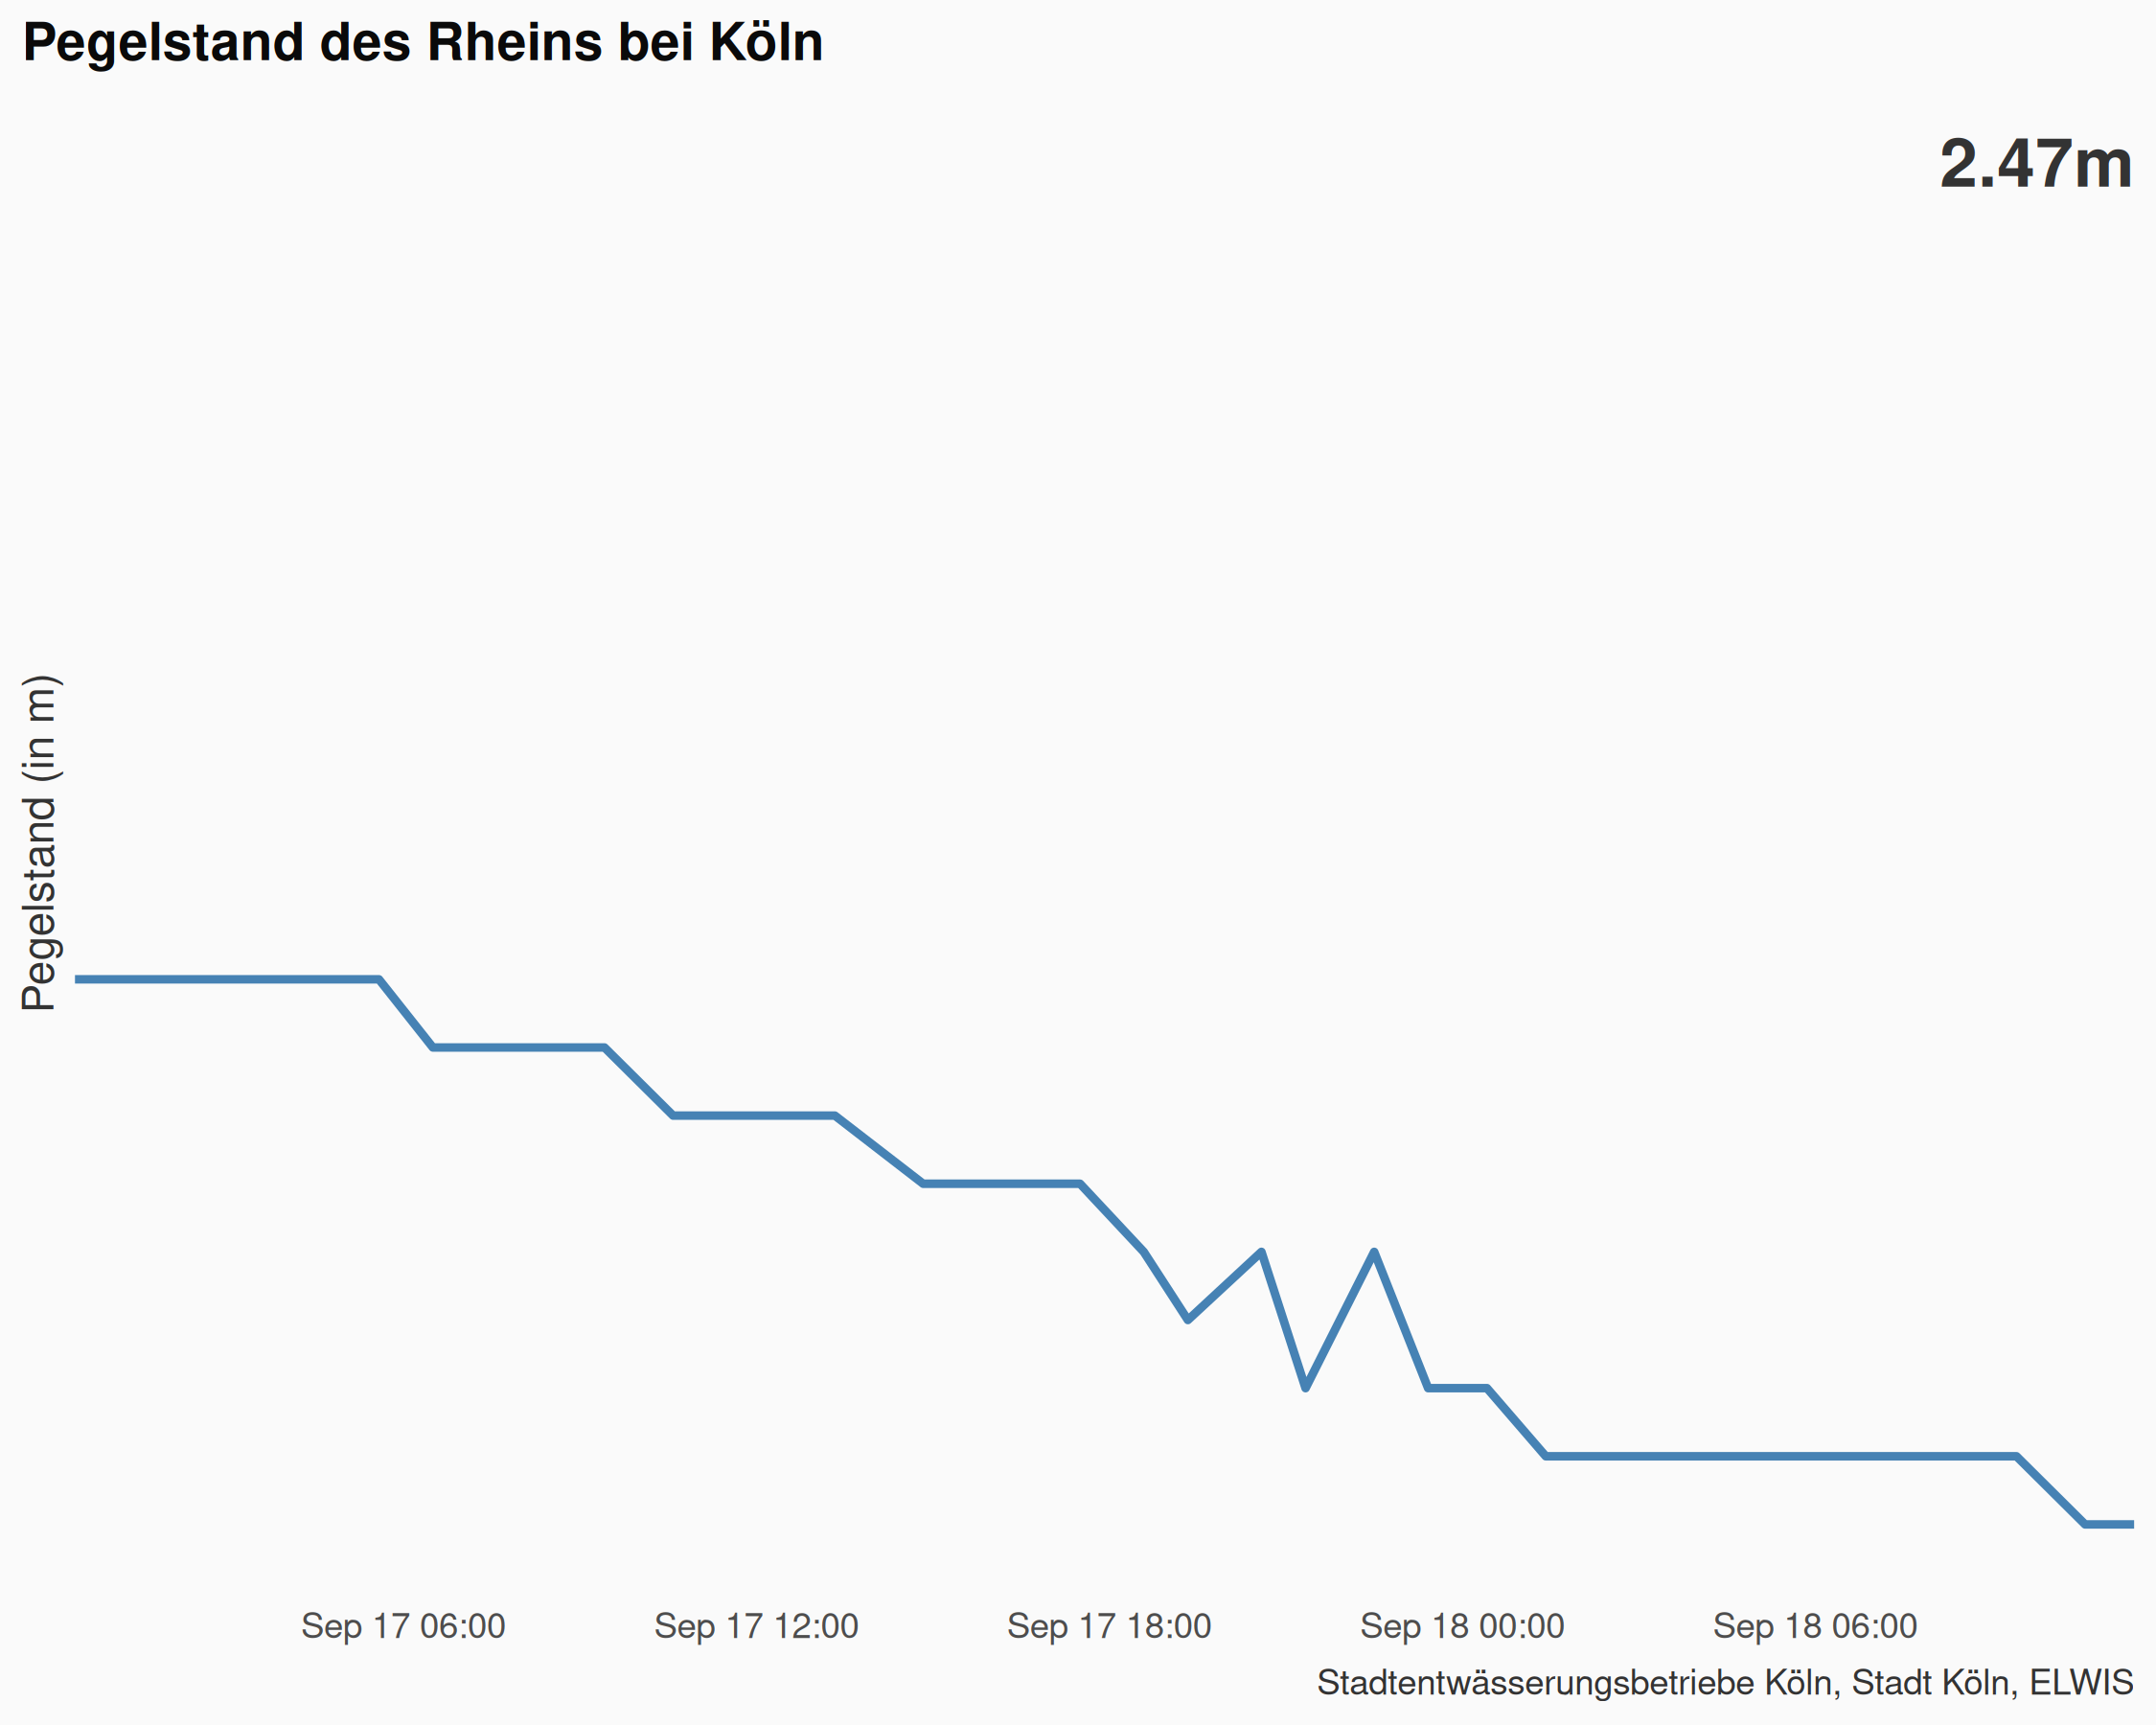 Pegelstand des Rheins bei Köln
2.47m
Pegelstand (in m)
Sep 17 06:00
Sep 17 12:00
Sep 17 18:00
Sep 18 00:00
Sep 18 06:00
Stadtentwässerungsbetriebe Köln, Stadt Köln, ELWIS